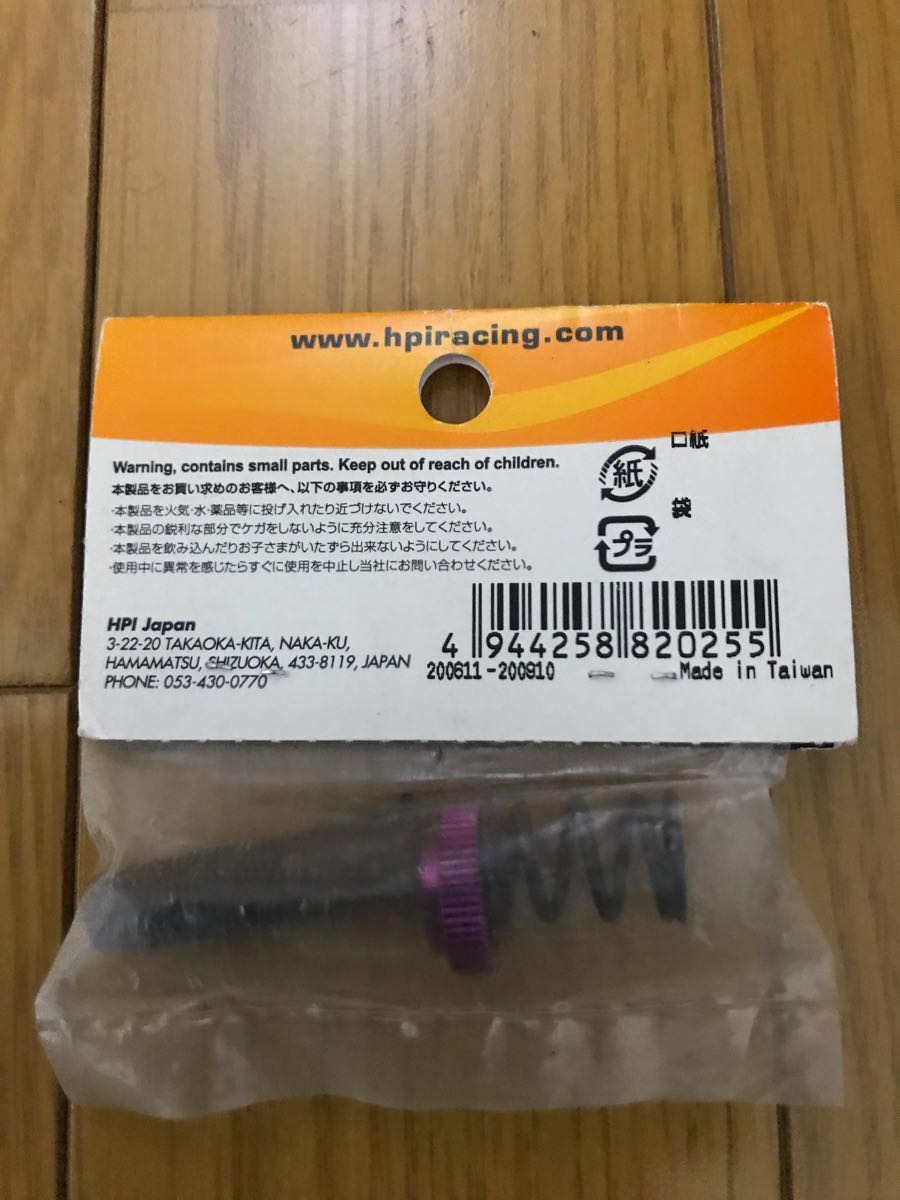 www.hpiracing.com
Warning, contains small parts. Keep out of reach of children.
本製品をお買い求めのお客様へ、以下の事項を必ずお守りください。
・本製品を火気・水・薬品等に投げ入れたり近づけないでください。
・本製品の鋭利な部分でケガをしないように充分注意をしてください。
・本製品を飲み込んだりお子さまがいたずら出来ないようにしてください。
・使用中に異常を感じたらすぐに使用を中止し当社にお問い合わせください。
口紙
紙
袋
プラ
HPI Japan
3-22-20 TAKAOKA-KITA, NAKA-KU,
HAMAMATSU, SHIZUOKA, 433-8119, JAPAN
PHONE: 053-430-0770
4 944258 820255
200611-200910
Made in Taiwan